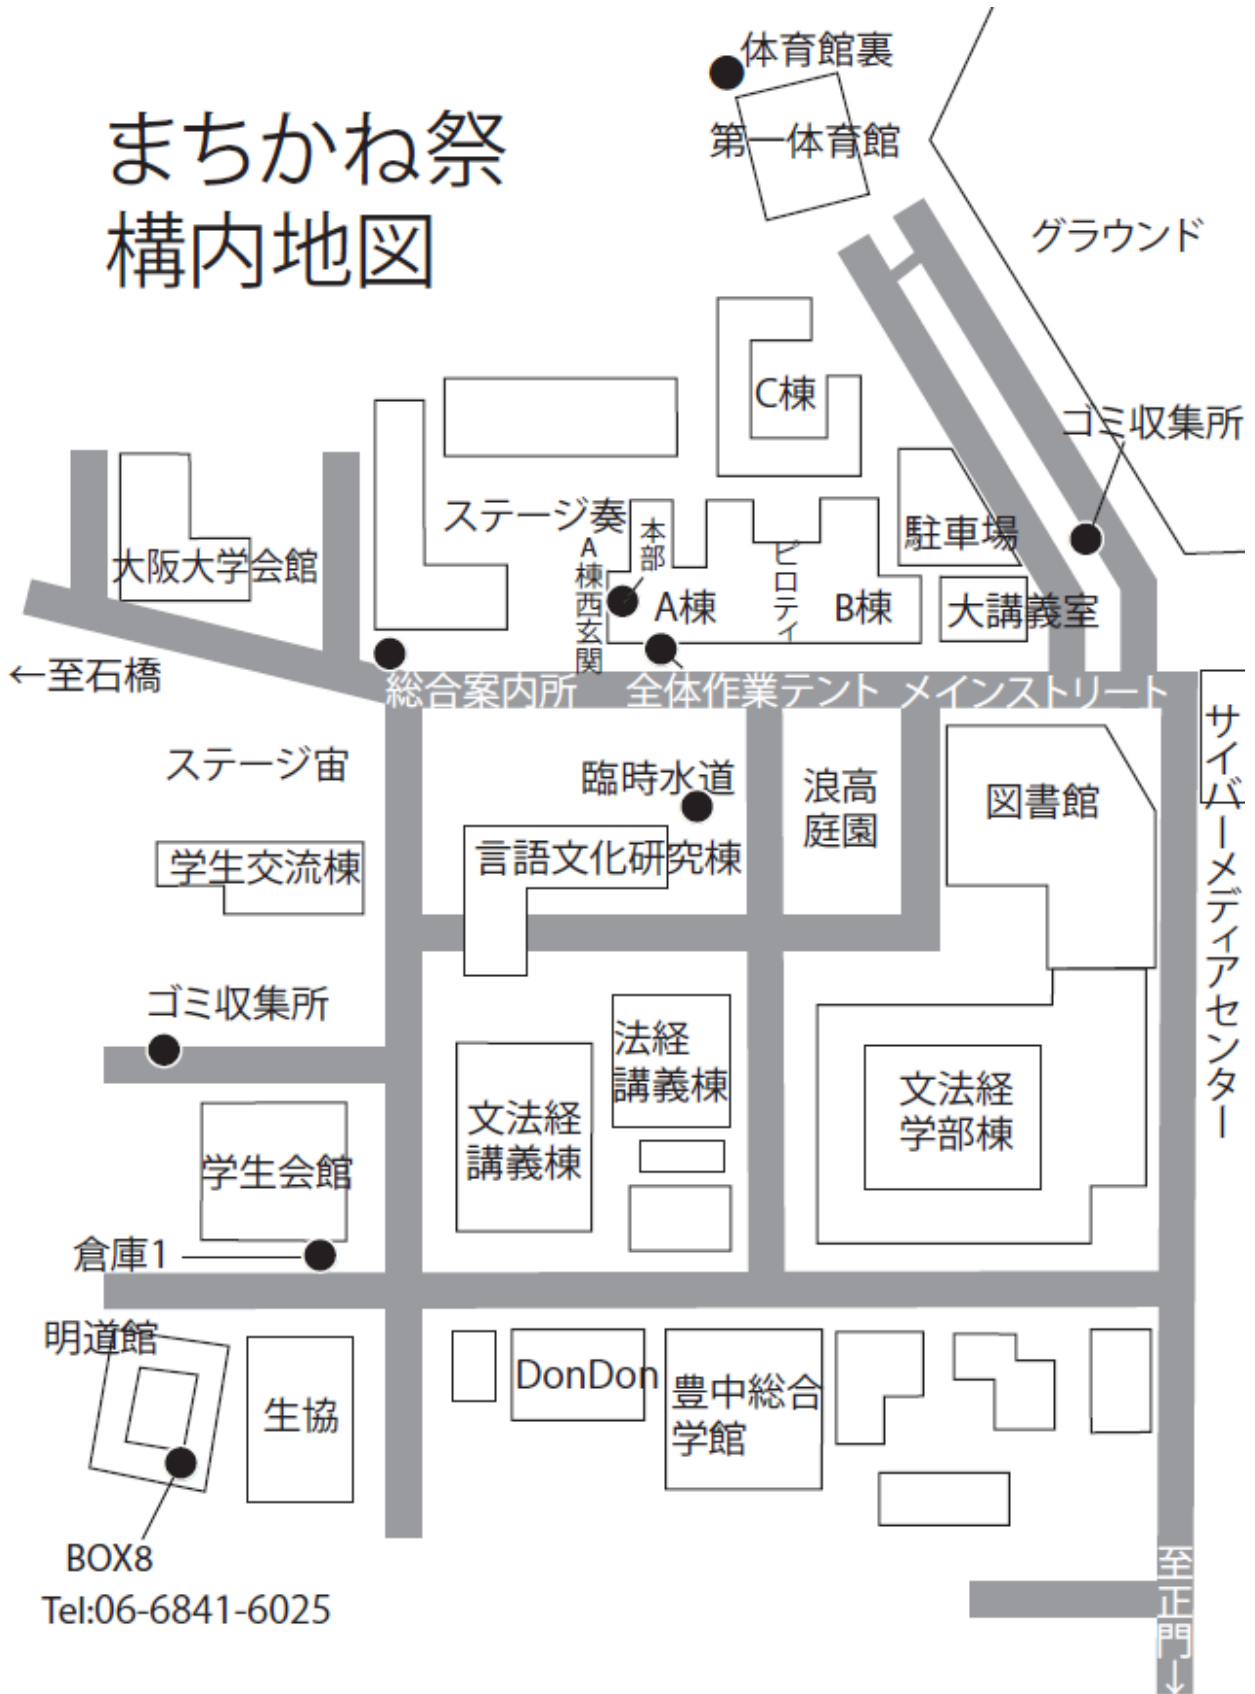 体育館裏
まちかね祭
構内地図
第一体育館
グラウンド
C棟
ゴミ収集所
ステージ奏
本部
A棟西玄関
ピロティ
駐車場
大阪大学会館
A棟
B棟
大講義室
←至石橋
総合案内所
全体作業テント
メインストリート
サイバーメディアセンター
ステージ宙
臨時水道
浪高
庭園
図書館
学生交流棟
言語文化研究棟
ゴミ収集所
法経
講義棟
文法経
講義棟
文法経
学部棟
学生会館
倉庫1
明道館
生協
DonDon
豊中総合
学館
BOX8
Tel:06-6841-6025
至正門→